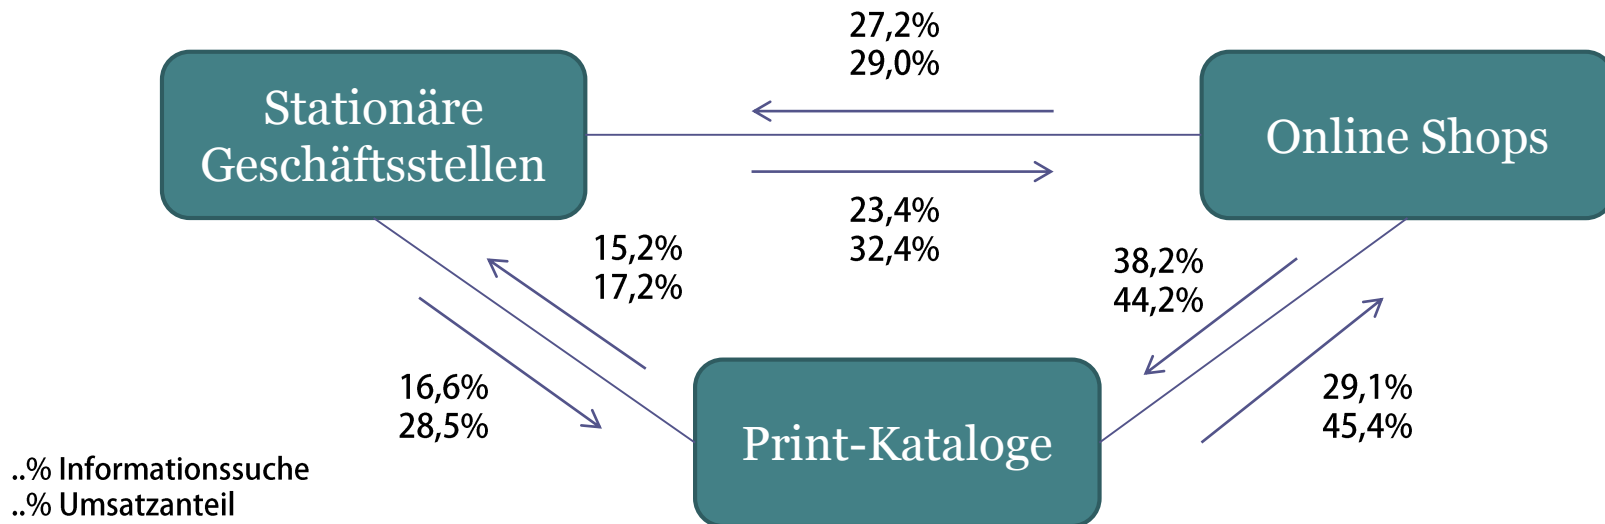 27,2%
29,0%
Stationäre
Geschäftsstellen
Online Shops
23,4%
32,4%
15,2%
17,2%
38,2%
44,2%
16,6%
28,5%
29,1%
45,4%
Print-Kataloge
..% Informationssuche
..% Umsatzanteil